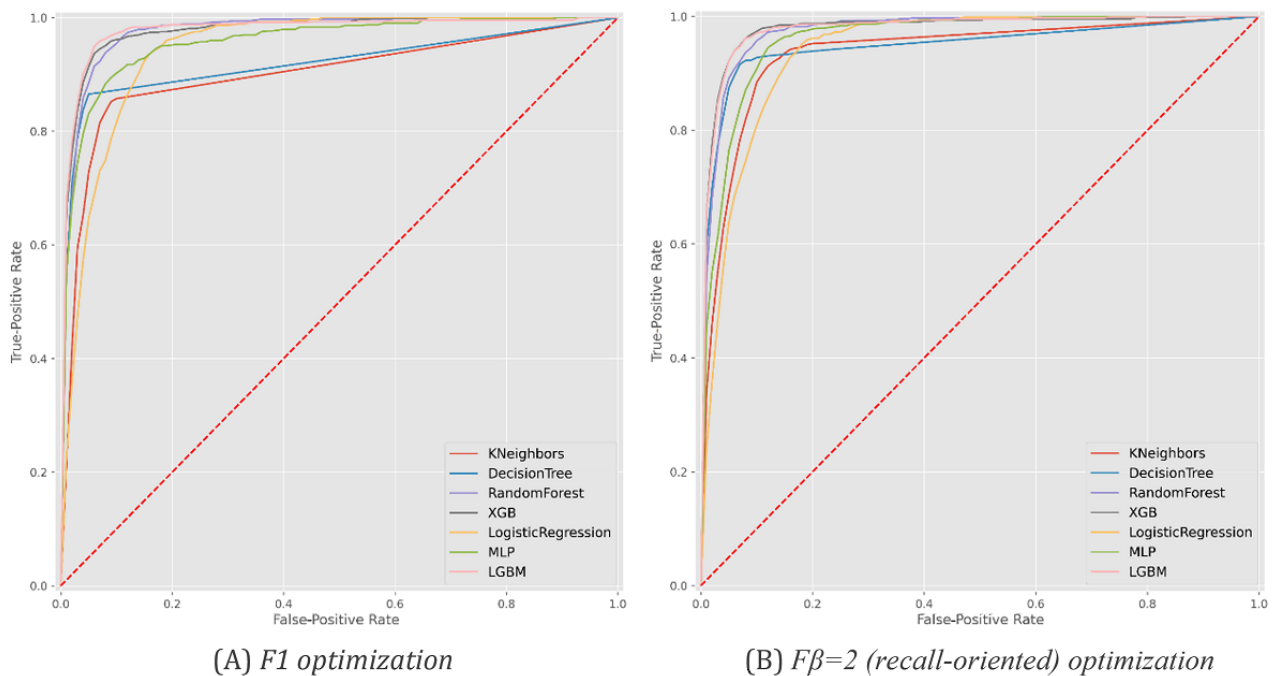 1.0
0.8
0.6
0.4
0.2
0.0
True-Positive Rate
0.0 0.2 0.4 0.6 0.8 1.0
False-Positive Rate
KNeighbors
DecisionTree
RandomForest
XGB
LogisticRegression
MLP
LGBM
(A) F1 optimization
1.0
0.8
0.6
0.4
0.2
0.0
True-Positive Rate
0.0 0.2 0.4 0.6 0.8 1.0
False-Positive Rate
KNeighbors
DecisionTree
RandomForest
XGB
LogisticRegression
MLP
LGBM
(B) Fβ=2 (recall-oriented) optimization